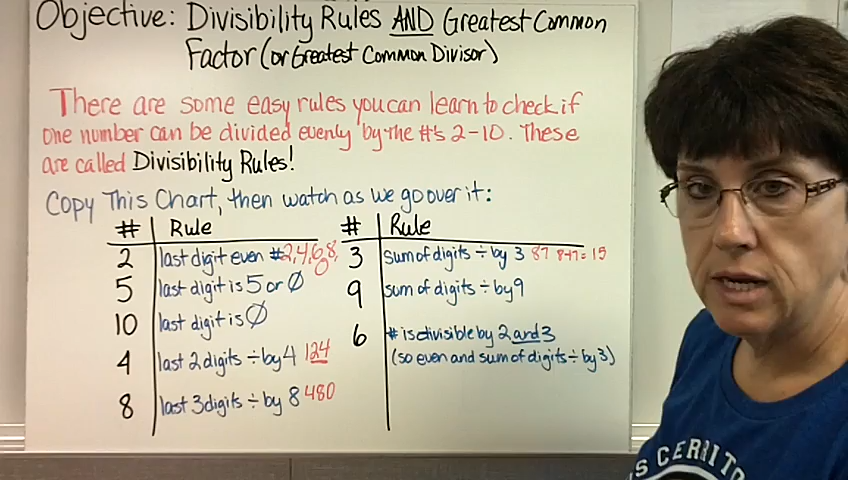 Objective: Divisibility Rules AND Greatest Common
Factor (or Greatest Common Divisor)
There are some easy rules you can learn to check if
one number can be divided evenly by the #'s 2-10. These
are called Divisibility Rules!
Copy This Chart, then watch as we go over it:
# Rule
2 last digit even #2,4,6,8,
0
5 last digit is 5 or Ø
10 last digit is Ø
4 last 2 digits ÷ by 4 124
8 last 3 digits ÷ by 8 480
# Rule
3 sum of digits ÷ by 3 87 8+7=15
9 sum of digits ÷ by 9
6 # is divisible by 2 and 3
(so even and sum of digits ÷ by 3)
S CERRITO